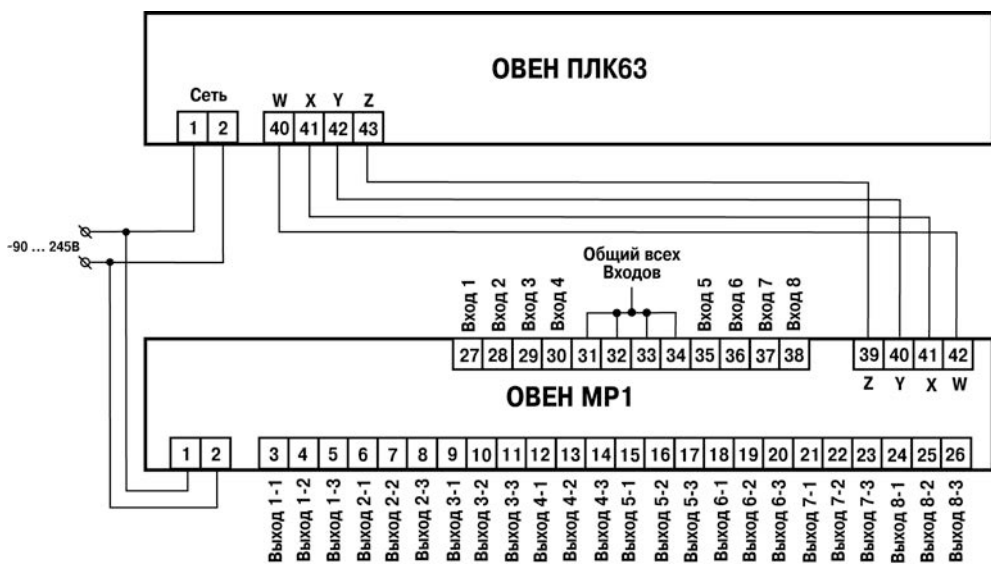 ОВЕН ПЛК63
Сеть
W X Y Z
1 2
40 41 42 43
~90 ... 245В
Общий всех
Входов
Вход 1
Вход 2
Вход 3
Вход 4
Вход 5
Вход 6
Вход 7
Вход 8
27 28 29 30 31 32 33 34 35 36 37 38
39 40 41 42
Z Y X W
ОВЕН МР1
1 2
3 4 5 6 7 8 9 10 11 12 13 14 15 16 17 18 19 20 21 22 23 24 25 26
Выход 1-1
Выход 1-2
Выход 1-3
Выход 2-1
Выход 2-2
Выход 2-3
Выход 3-1
Выход 3-2
Выход 3-3
Выход 4-1
Выход 4-2
Выход 4-3
Выход 5-1
Выход 5-2
Выход 5-3
Выход 6-1
Выход 6-2
Выход 6-3
Выход 7-1
Выход 7-2
Выход 7-3
Выход 8-1
Выход 8-2
Выход 8-3